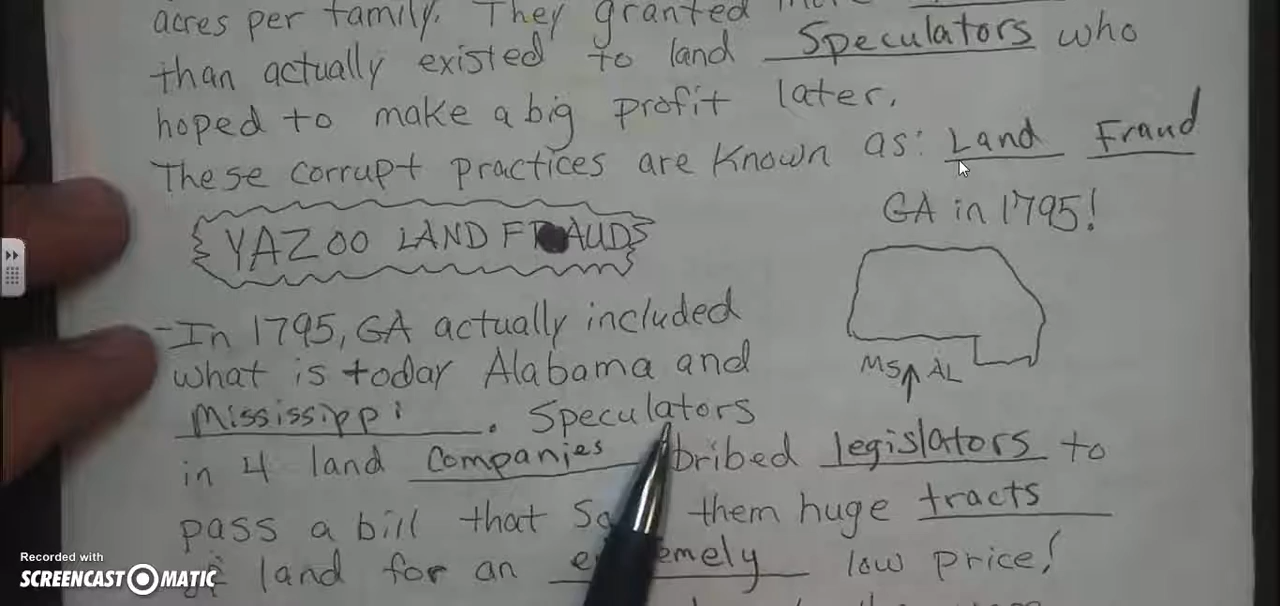 acres per family. They granted
than actually existed to land Speculators who
hoped to make a big profit later.
These corrupt practices are known as: Land Fraud
GA in 1795!
YAZOO LAND FRAUDS
-In 1795, GA actually included
what is today Alabama and
Mississippi. Speculators
MS AL
in 4 land Companies bribed legislators to
pass a bill that them huge tracts
land for an low price!
Recorded with
SCREENCAST O MATIC